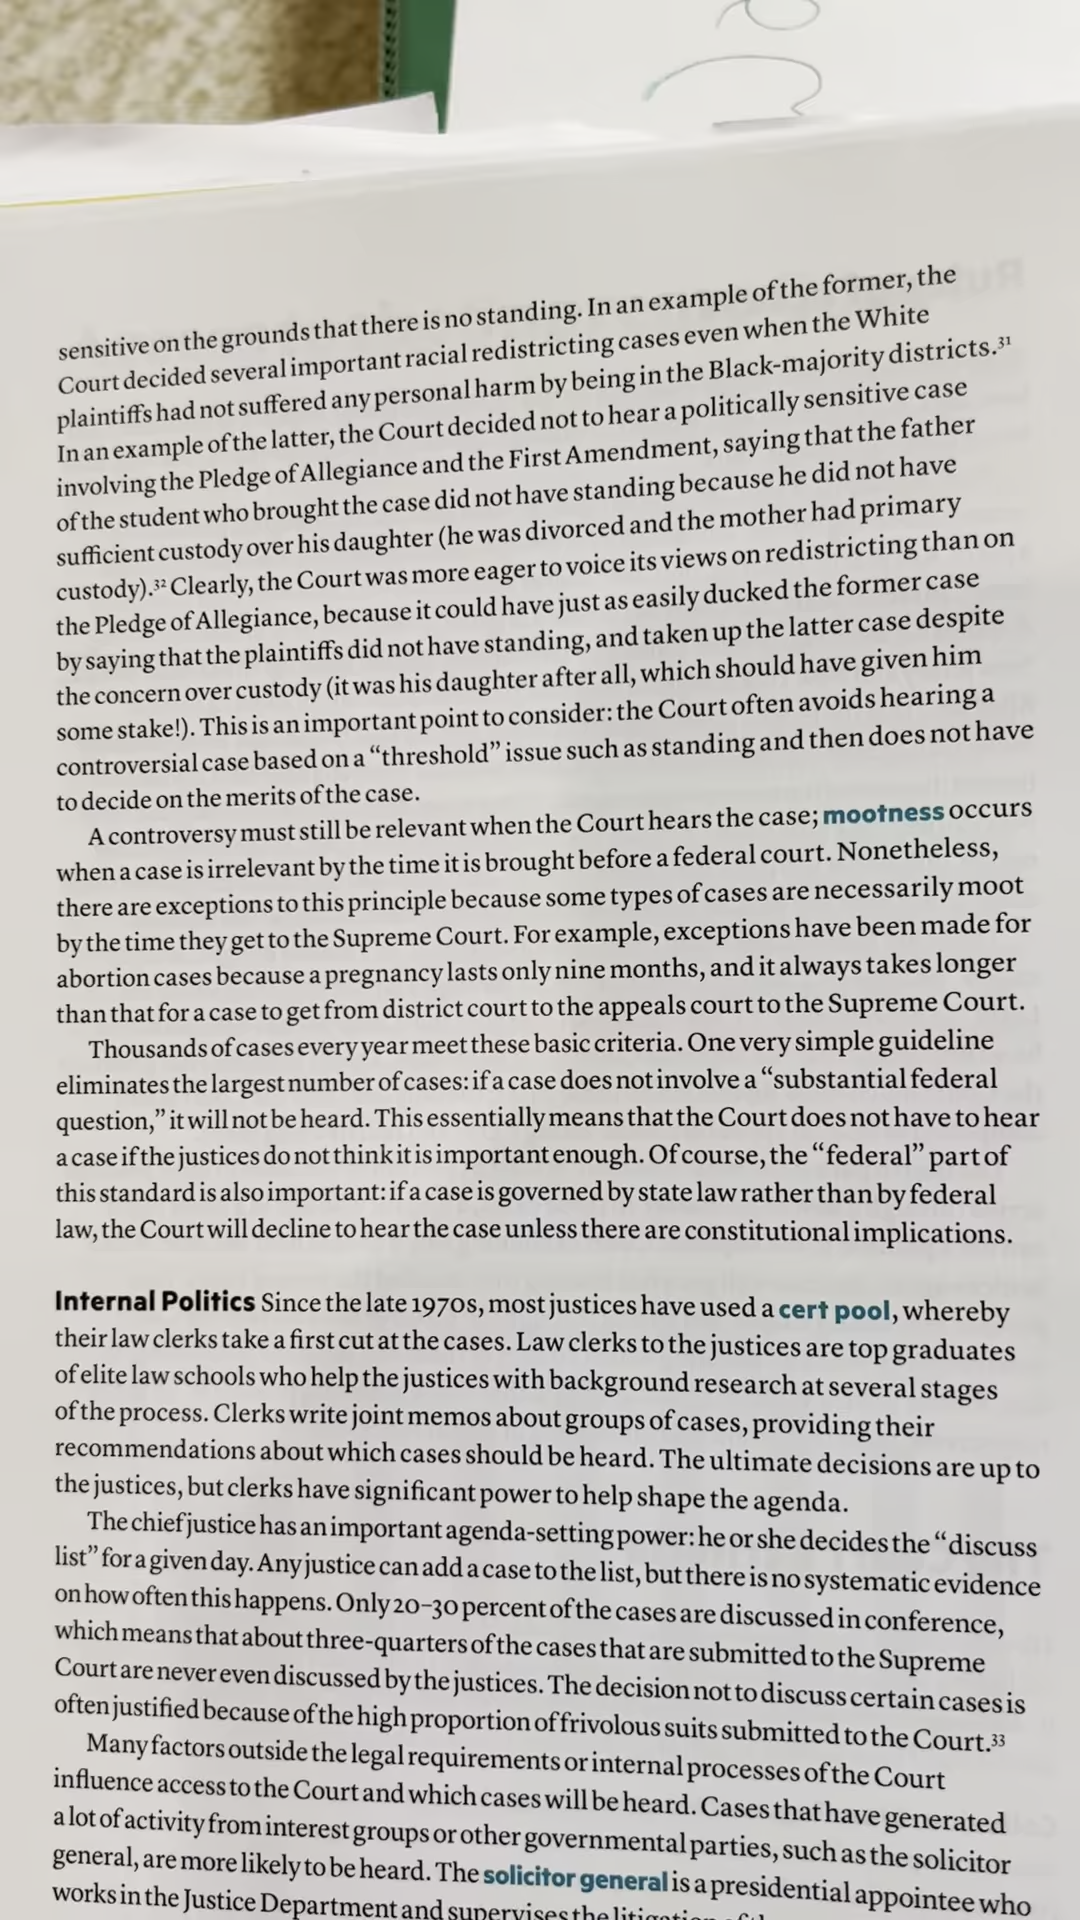 sensitive on the grounds that there is no standing. In an example of the former, the
Court decided several important racial redistricting cases even when the White
plaintiffs had not suffered any personal harm by being in the Black-majority districts.³¹
In an example of the latter, the Court decided not to hear a politically sensitive case
involving the Pledge of Allegiance and the First Amendment, saying that the father
of the student who brought the case did not have standing because he did not have
sufficient custody over his daughter (he was divorced and the mother had primary
custody).³² Clearly, the Court was more eager to voice its views on redistricting than on
the Pledge of Allegiance, because it could have just as easily ducked the former case
by saying that the plaintiffs did not have standing, and taken up the latter case despite
the concern over custody (it was his daughter after all, which should have given him
some stake!). This is an important point to consider: the Court often avoids hearing a
controversial case based on a “threshold” issue such as standing and then does not have
to decide on the merits of the case.
A controversy must still be relevant when the Court hears the case; mootness occurs
when a case is irrelevant by the time it is brought before a federal court. Nonetheless,
there are exceptions to this principle because some types of cases are necessarily moot
by the time they get to the Supreme Court. For example, exceptions have been made for
abortion cases because a pregnancy lasts only nine months, and it always takes longer
than that for a case to get from district court to the appeals court to the Supreme Court.
Thousands of cases every year meet these basic criteria. One very simple guideline
eliminates the largest number of cases: if a case does not involve a “substantial federal
question,” it will not be heard. This essentially means that the Court does not have to hear
a case if the justices do not think it is important enough. Of course, the “federal” part of
this standard is also important: if a case is governed by state law rather than by federal
law, the Court will decline to hear the case unless there are constitutional implications.
Internal Politics Since the late 1970s, most justices have used a cert pool, whereby
their law clerks take a first cut at the cases. Law clerks to the justices are top graduates
of elite law schools who help the justices with background research at several stages
of the process. Clerks write joint memos about groups of cases, providing their
recommendations about which cases should be heard. The ultimate decisions are up to
the justices, but clerks have significant power to help shape the agenda.
The chief justice has an important agenda-setting power: he or she decides the “discuss
list” for a given day. Any justice can add a case to the list, but there is no systematic evidence
on how often this happens. Only 20–30 percent of the cases are discussed in conference,
which means that about three-quarters of the cases that are submitted to the Supreme
Court are never even discussed by the justices. The decision not to discuss certain cases is
often justified because of the high proportion of frivolous suits submitted to the Court.³³
Many factors outside the legal requirements or internal processes of the Court
influence access to the Court and which cases will be heard. Cases that have generated
a lot of activity from interest groups or other governmental parties, such as the solicitor
general, are more likely to be heard. The solicitor general is a presidential appointee who
works in the Justice Department and supervises the